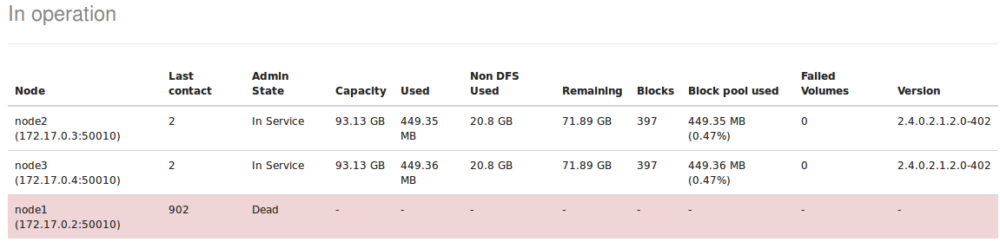 In operation
Node Last contact Admin State Capacity Used Non DFS Used Remaining Blocks Block pool used Failed Volumes Version
node2 (172.17.0.3:50010) 2 In Service 93.13 GB 449.35 MB 20.8 GB 71.89 GB 397 449.35 MB (0.47%) 0 2.4.0.2.1.2.0-402
node3 (172.17.0.4:50010) 2 In Service 93.13 GB 449.36 MB 20.8 GB 71.89 GB 397 449.36 MB (0.47%) 0 2.4.0.2.1.2.0-402
node1 (172.17.0.2:50010) 902 Dead - - - - - - - -